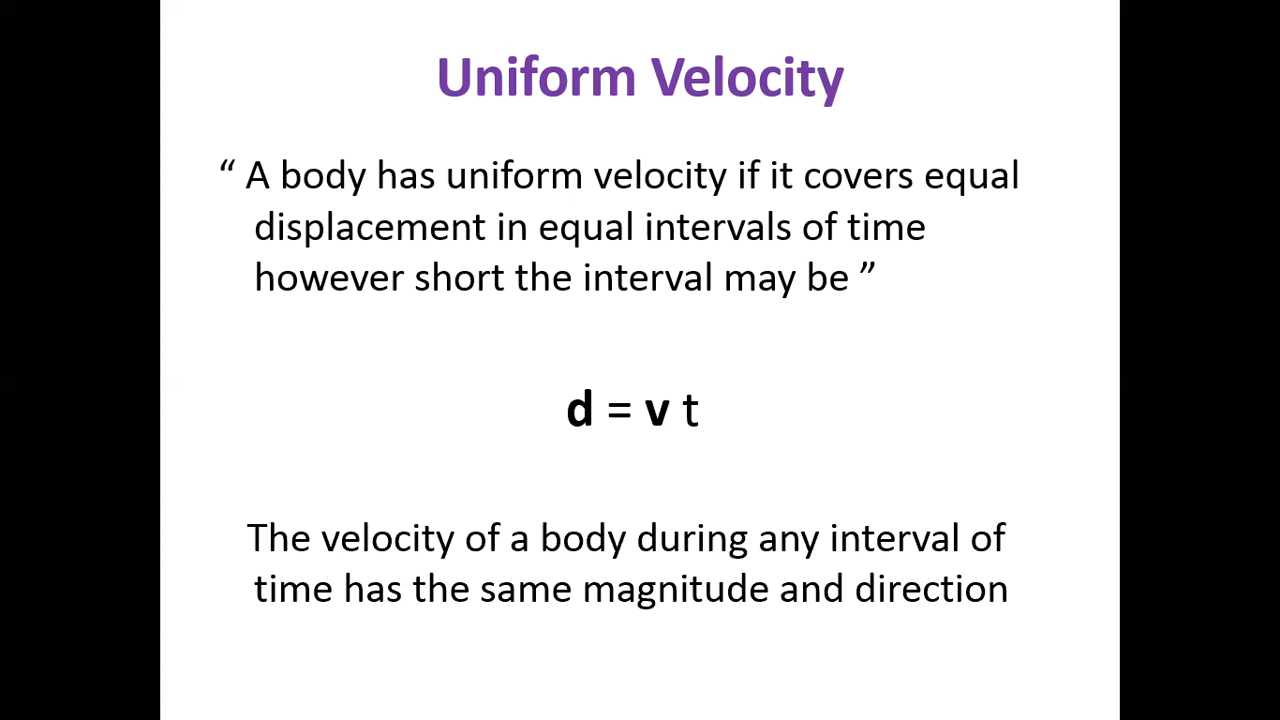 Uniform Velocity
“ A body has uniform velocity if it covers equal
displacement in equal intervals of time
however short the interval may be ”
d = v t
The velocity of a body during any interval of
time has the same magnitude and direction